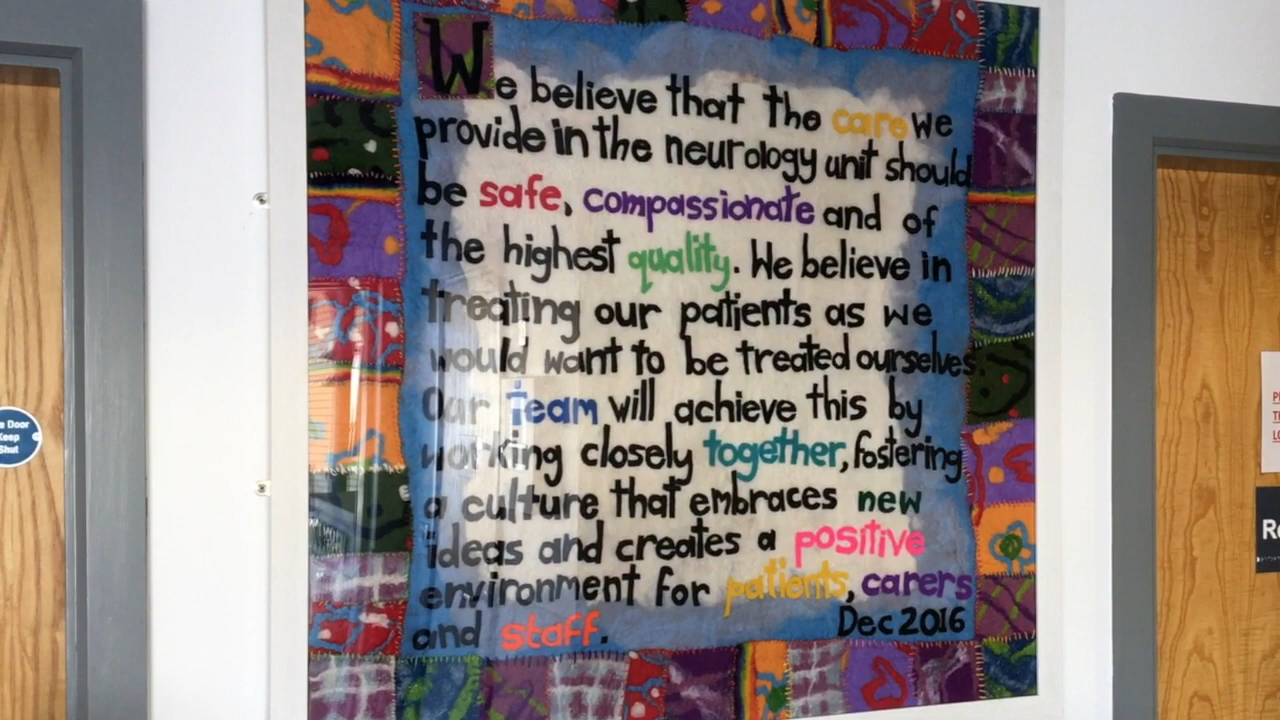 We believe that the care we
provide in the neurology unit should
be safe, compassionate and of
the highest quality. We believe in
treating our patients as we
would want to be treated ourselves.
Our team will achieve this by
working closely together, fostering
a culture that embraces new
ideas and creates a positive
environment for patients, carers
and staff.
Dec 2016
Door
Keep
Shut